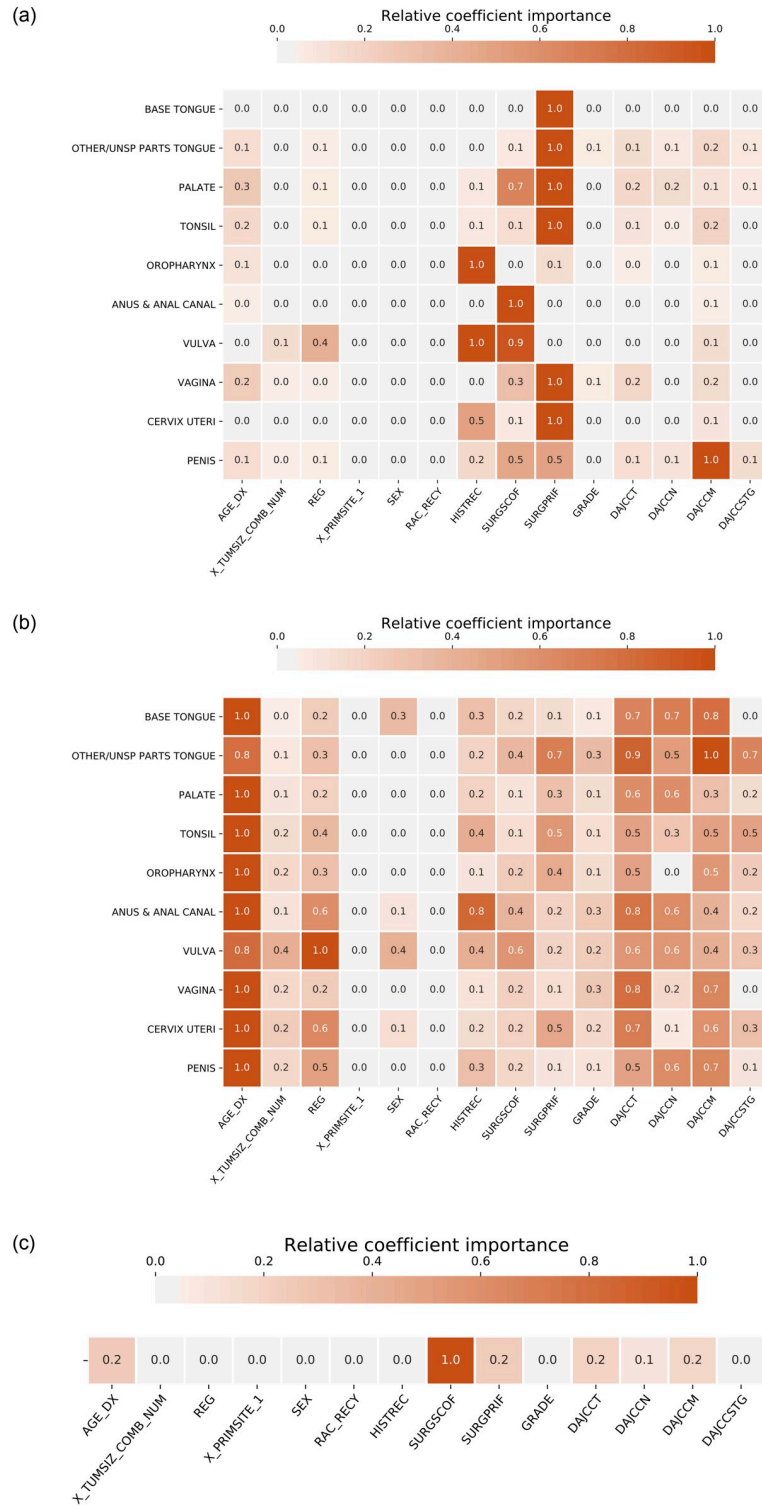 (a)
Relative coefficient importance
0.0 0.2 0.4 0.6 0.8 1.0
BASE TONGUE 0.0 0.0 0.0 0.0 0.0 0.0 0.0 0.0 1.0 0.0 0.0 0.0 0.0 0.0
OTHER/UNSP PARTS TONGUE 0.1 0.0 0.1 0.0 0.0 0.0 0.0 0.1 1.0 0.1 0.1 0.1 0.2 0.1
PALATE 0.3 0.0 0.1 0.0 0.0 0.0 0.1 0.7 1.0 0.0 0.2 0.2 0.1 0.1
TONSIL 0.2 0.0 0.1 0.0 0.0 0.0 0.1 0.1 1.0 0.0 0.1 0.0 0.2 0.0
OROPHARYNX 0.1 0.0 0.0 0.0 0.0 0.0 1.0 0.0 0.1 0.0 0.0 0.0 0.1 0.0
ANUS & ANAL CANAL 0.0 0.0 0.0 0.0 0.0 0.0 0.0 1.0 0.0 0.0 0.0 0.0 0.1 0.0
VULVA 0.0 0.1 0.4 0.0 0.0 0.0 1.0 0.9 0.0 0.0 0.0 0.0 0.1 0.0
VAGINA 0.2 0.0 0.0 0.0 0.0 0.0 0.0 0.3 1.0 0.1 0.2 0.0 0.2 0.0
CERVIX UTERI 0.0 0.0 0.0 0.0 0.0 0.0 0.5 0.1 1.0 0.0 0.0 0.0 0.1 0.0
PENIS 0.1 0.0 0.1 0.0 0.0 0.0 0.2 0.5 0.5 0.0 0.1 0.1 1.0 0.1
AGE_DX X_TUMSIZ_COMB_NUM REG X_PRIMSITE_1 SEX RAC_RECY HISTREC SURGSCOF SURGPRIF GRADE DAJCCT DAJCCN DAJCCM DAJCCSTG
(b)
Relative coefficient importance
0.0 0.2 0.4 0.6 0.8 1.0
BASE TONGUE 1.0 0.0 0.2 0.0 0.3 0.0 0.3 0.2 0.1 0.1 0.7 0.7 0.8 0.0
OTHER/UNSP PARTS TONGUE 0.8 0.1 0.3 0.0 0.0 0.0 0.2 0.4 0.7 0.3 0.9 0.5 1.0 0.7
PALATE 1.0 0.1 0.2 0.0 0.0 0.0 0.2 0.1 0.3 0.1 0.6 0.6 0.3 0.2
TONSIL 1.0 0.2 0.4 0.0 0.0 0.0 0.4 0.1 0.5 0.1 0.5 0.3 0.5 0.5
OROPHARYNX 1.0 0.2 0.3 0.0 0.0 0.0 0.1 0.2 0.4 0.1 0.5 0.0 0.5 0.2
ANUS & ANAL CANAL 1.0 0.1 0.6 0.0 0.1 0.0 0.8 0.4 0.2 0.3 0.8 0.6 0.4 0.2
VULVA 0.8 0.4 1.0 0.0 0.4 0.0 0.4 0.6 0.2 0.2 0.6 0.6 0.4 0.3
VAGINA 1.0 0.2 0.2 0.0 0.0 0.0 0.1 0.2 0.1 0.3 0.8 0.2 0.7 0.0
CERVIX UTERI 1.0 0.2 0.6 0.0 0.1 0.0 0.2 0.2 0.5 0.2 0.7 0.1 0.6 0.3
PENIS 1.0 0.2 0.5 0.0 0.0 0.0 0.3 0.2 0.1 0.1 0.5 0.6 0.7 0.1
AGE_DX X_TUMSIZ_COMB_NUM REG X_PRIMSITE_1 SEX RAC_RECY HISTREC SURGSCOF SURGPRIF GRADE DAJCCT DAJCCN DAJCCM DAJCCSTG
(c)
Relative coefficient importance
0.0 0.2 0.4 0.6 0.8 1.0
0.2 0.0 0.0 0.0 0.0 0.0 0.0 1.0 0.2 0.0 0.2 0.1 0.2 0.0
AGE_DX X_TUMSIZ_COMB_NUM REG X_PRIMSITE_1 SEX RAC_RECY HISTREC SURGSCOF SURGPRIF GRADE DAJCCT DAJCCN DAJCCM DAJCCSTG